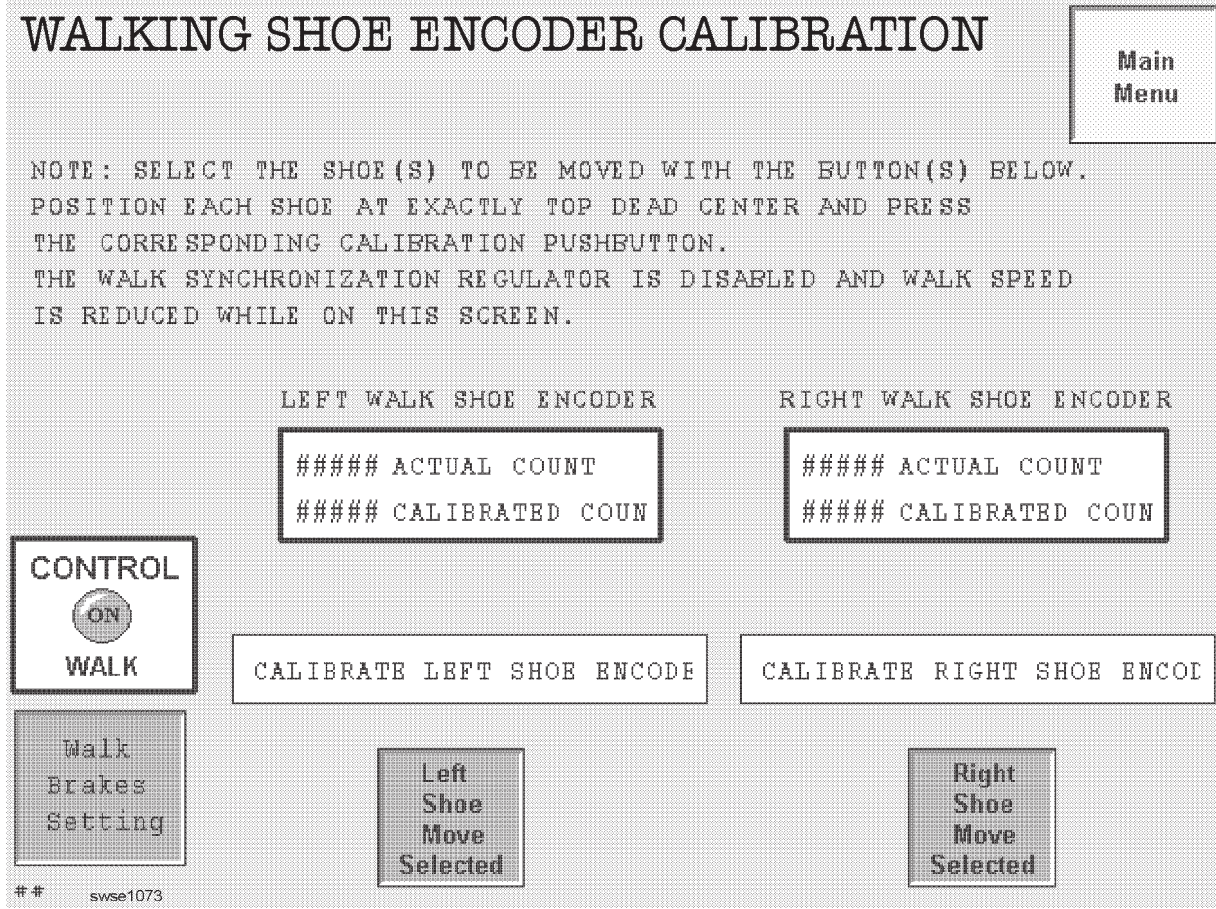 WALKING SHOE ENCODER CALIBRATION
Main
Menu
NOTE: SELECT THE SHOE(S) TO BE MOVED WITH THE BUTTON(S) BELOW.
POSITION EACH SHOE AT EXACTLY TOP DEAD CENTER AND PRESS
THE CORRESPONDING CALIBRATION PUSHBUTTON.
THE WALK SYNCHRONIZATION REGULATOR IS DISABLED AND WALK SPEED
IS REDUCED WHILE ON THIS SCREEN.
LEFT WALK SHOE ENCODER
##### ACTUAL COUNT
##### CALIBRATED COUN
RIGHT WALK SHOE ENCODER
##### ACTUAL COUNT
##### CALIBRATED COUN
CONTROL
ON
WALK
CALIBRATE LEFT SHOE ENCODE
CALIBRATE RIGHT SHOE ENCOD
Walk
Brakes
Setting
Left
Shoe
Move
Selected
Right
Shoe
Move
Selected
##
swse1073